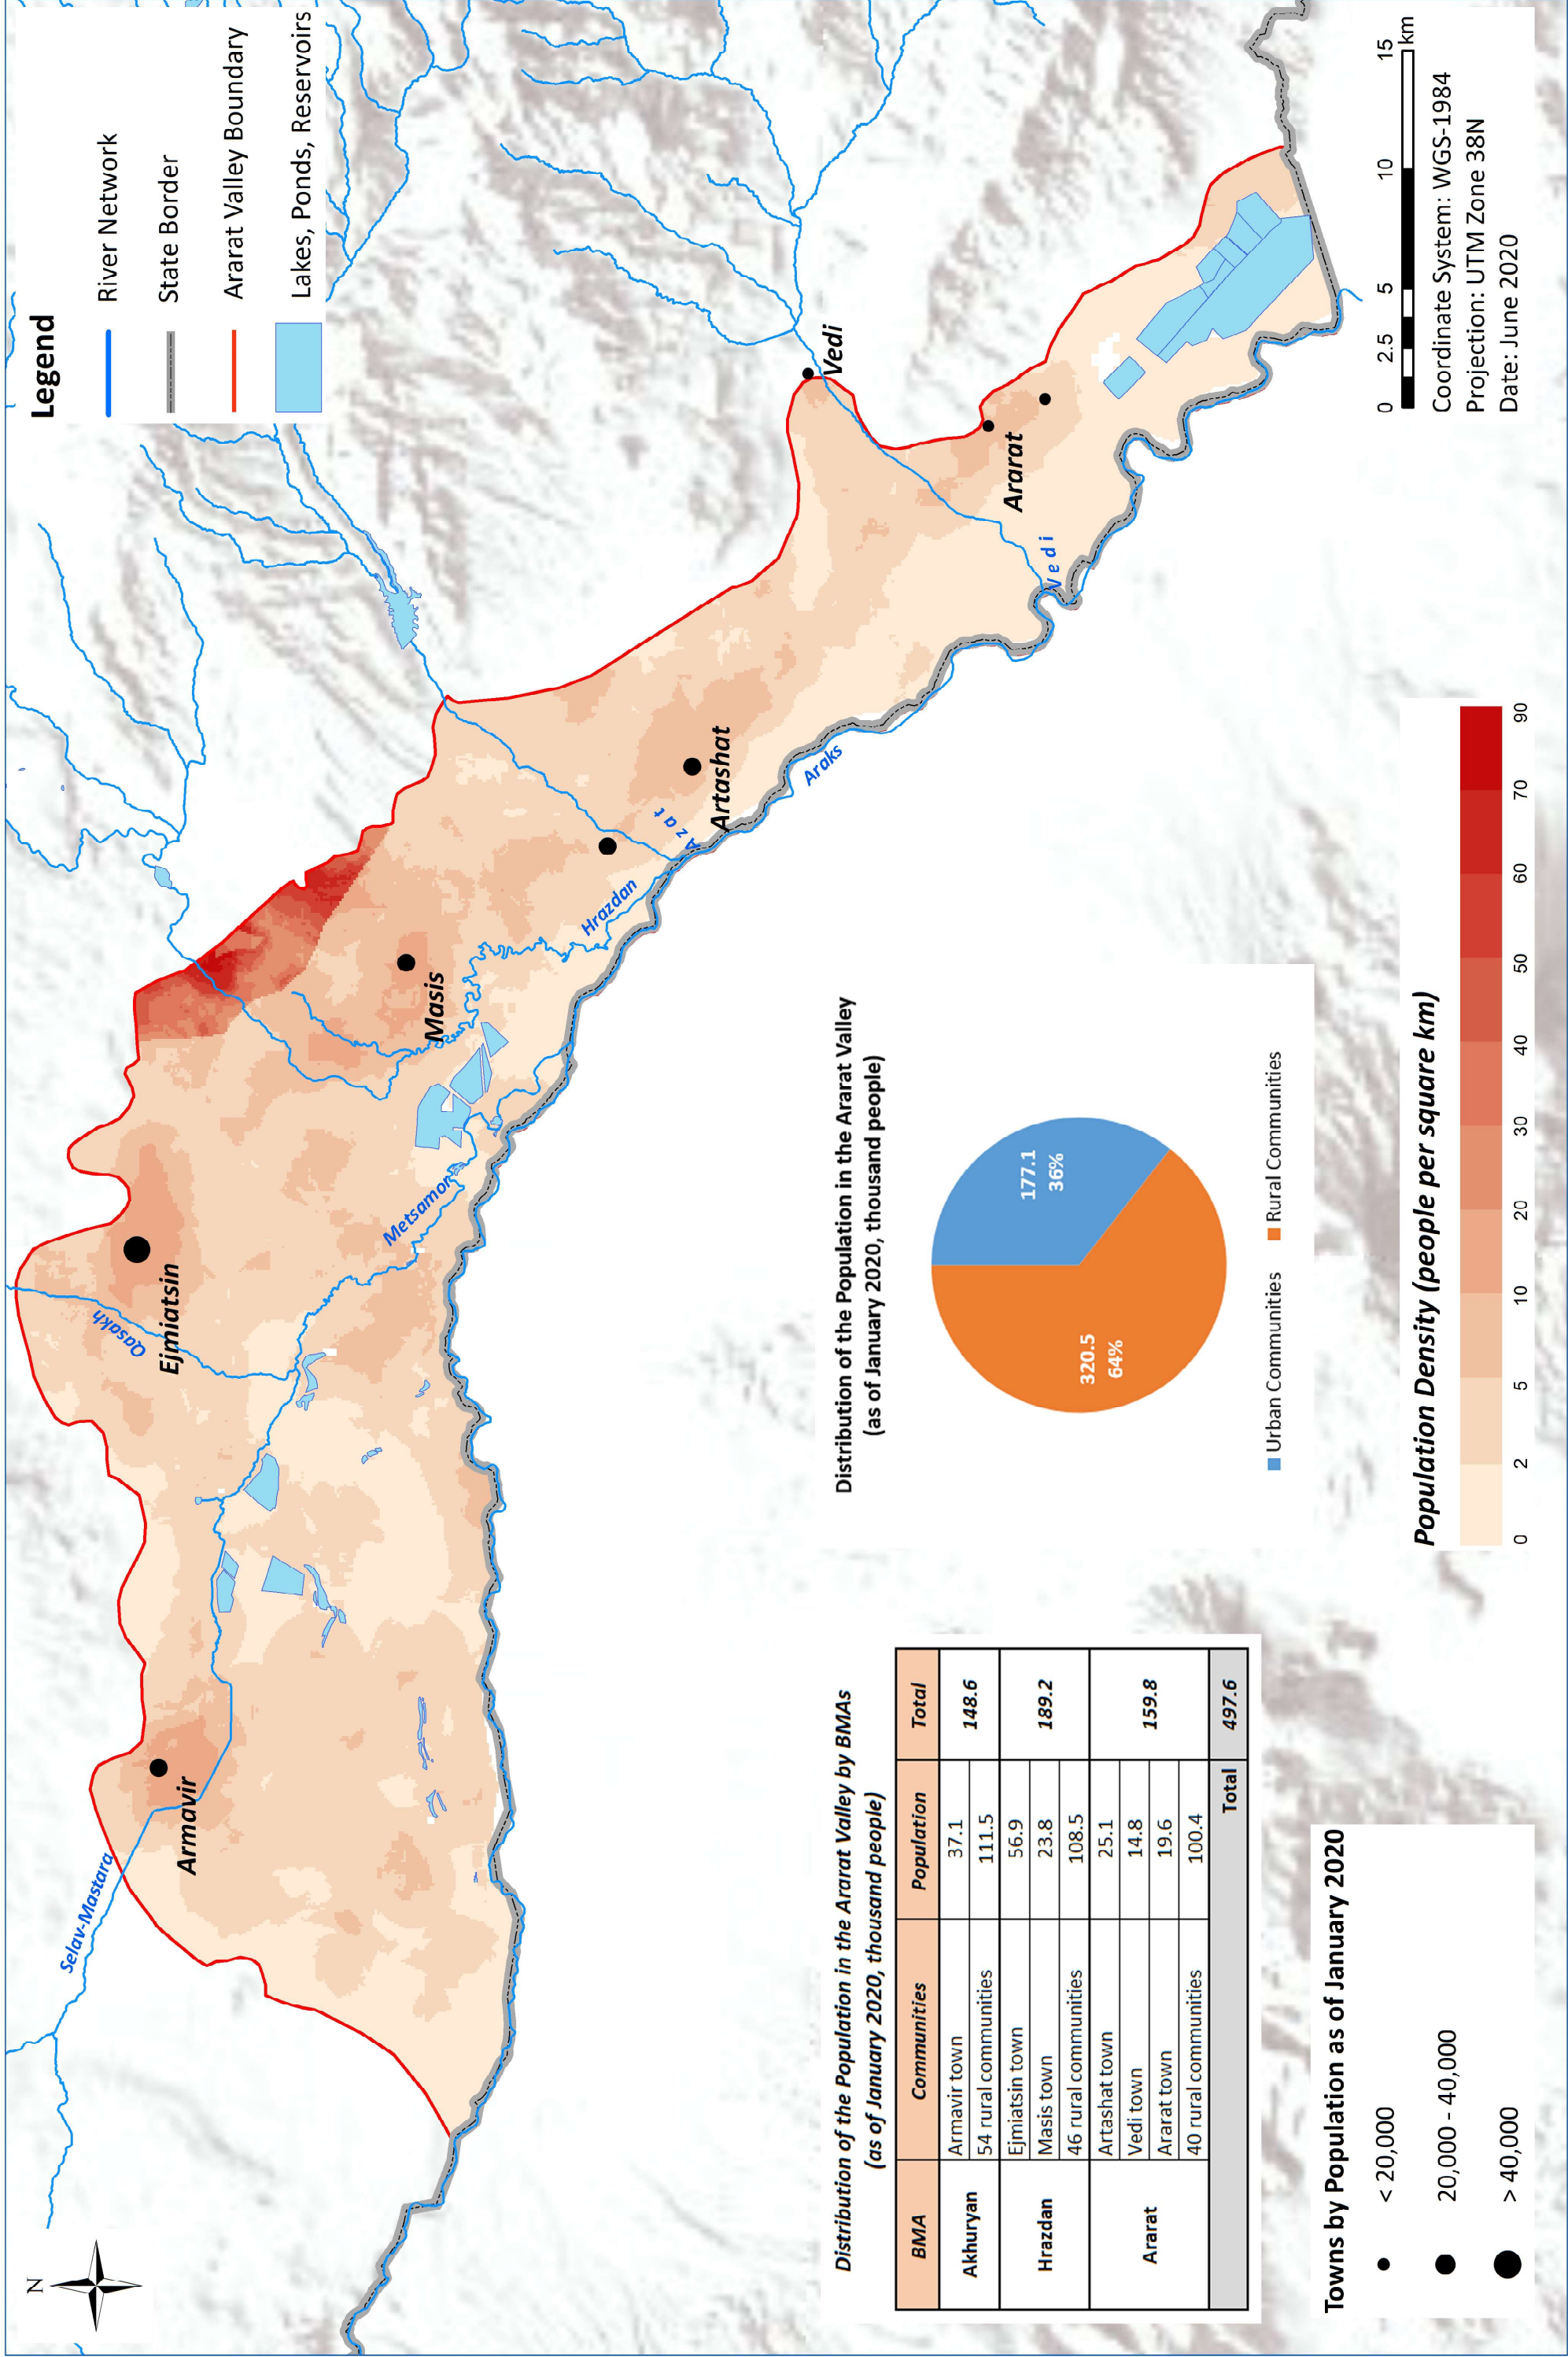 N
Selav-Mastara
Armavir
Qasakh
Ejmiatsin
Metsamor
Masis
Hrazdan
Azat
Artashat
Araks
Vedi
Vedi
Ararat
Legend
River Network
State Border
Ararat Valley Boundary
Lakes, Ponds, Reservoirs
Distribution of the Population in the Ararat Valley by BMAs
(as of January 2020, thousand people)
BMA Communities Population Total
Akhuryan Armavir town 37.1 148.6
54 rural communities 111.5
Hrazdan Ejmiatsin town 56.9 189.2
Masis town 23.8
46 rural communities 108.5
Ararat Artashat town 25.1 159.8
Vedi town 14.8
Ararat town 19.6
40 rural communities 100.4
Total 497.6
Towns by Population as of January 2020
< 20,000
20,000 - 40,000
> 40,000
Distribution of the Population in the Ararat Valley
(as of January 2020, thousand people)
177.1
36%
320.5
64%
Urban Communities Rural Communities
Population Density (people per square km)
0 2 5 10 20 30 40 50 60 70 90
0 2.5 5 10 15
km
Coordinate System: WGS-1984
Projection: UTM Zone 38N
Date: June 2020